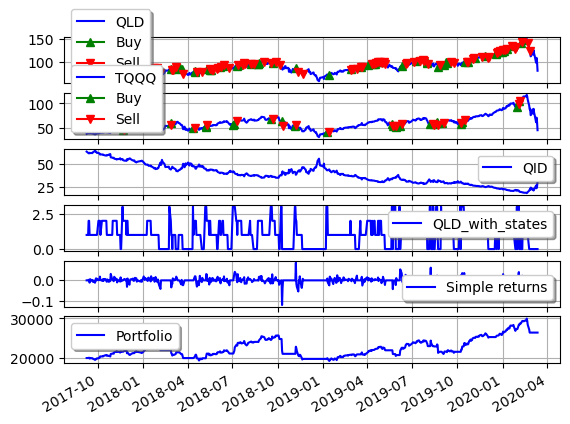 QLD
Buy
Sell
150
100
TQQQ
Buy
Sell
100
50
QID
50
25
QLD_with_states
2.5
0.0
Simple returns
0.0
−0.1
Portfolio
30000
20000
2017-10
2018-01
2018-04
2018-07
2018-10
2019-01
2019-04
2019-07
2019-10
2020-01
2020-04